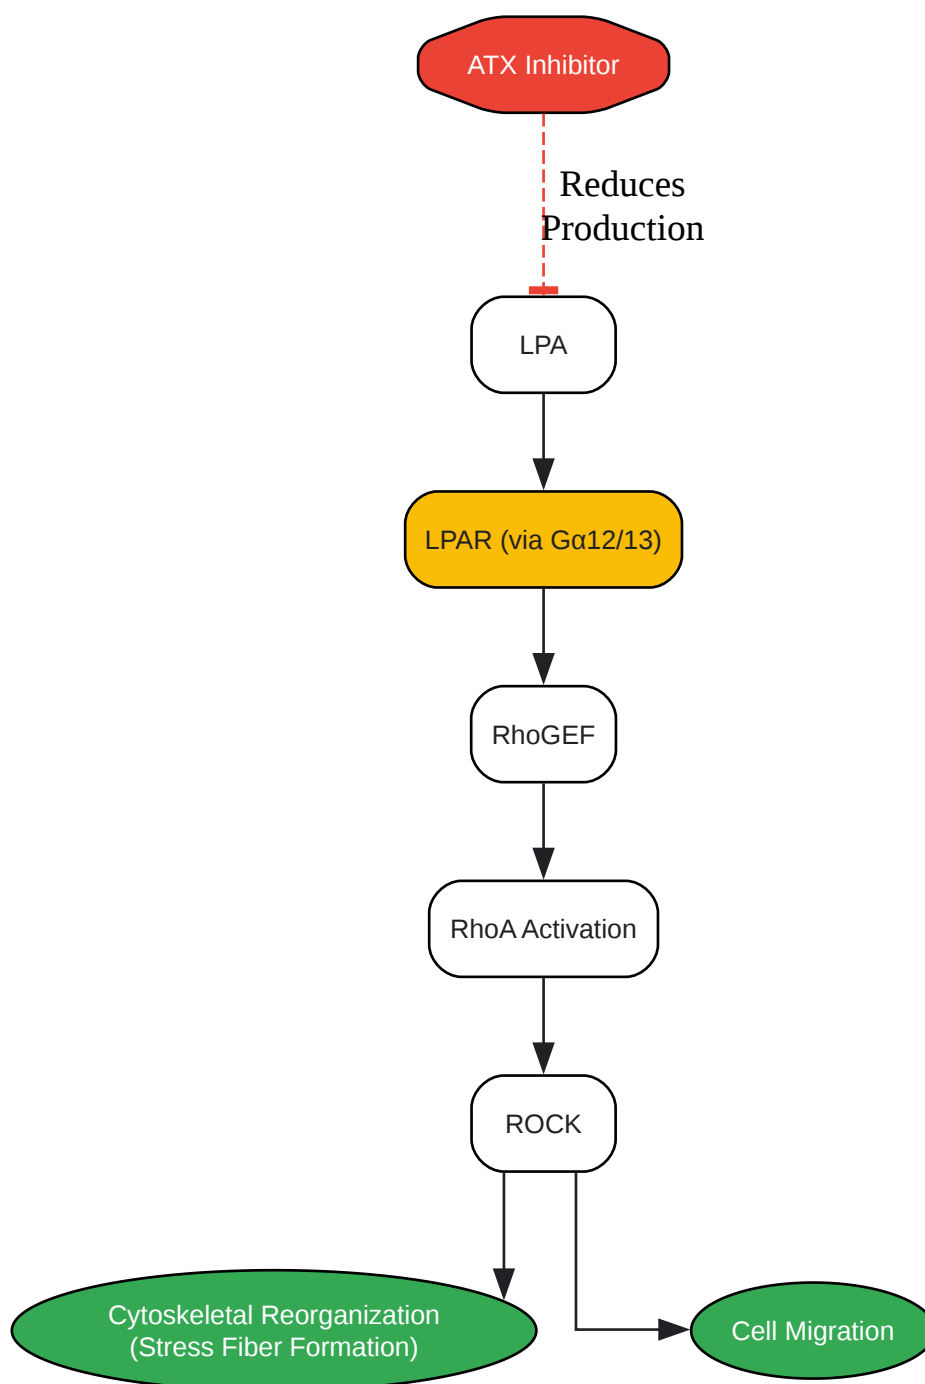 ATX Inhibitor
Reduces
Production
LPA
LPAR (via Gα12/13)
RhoGEF
RhoA Activation
ROCK
Cytoskeletal Reorganization
(Stress Fiber Formation)
Cell Migration